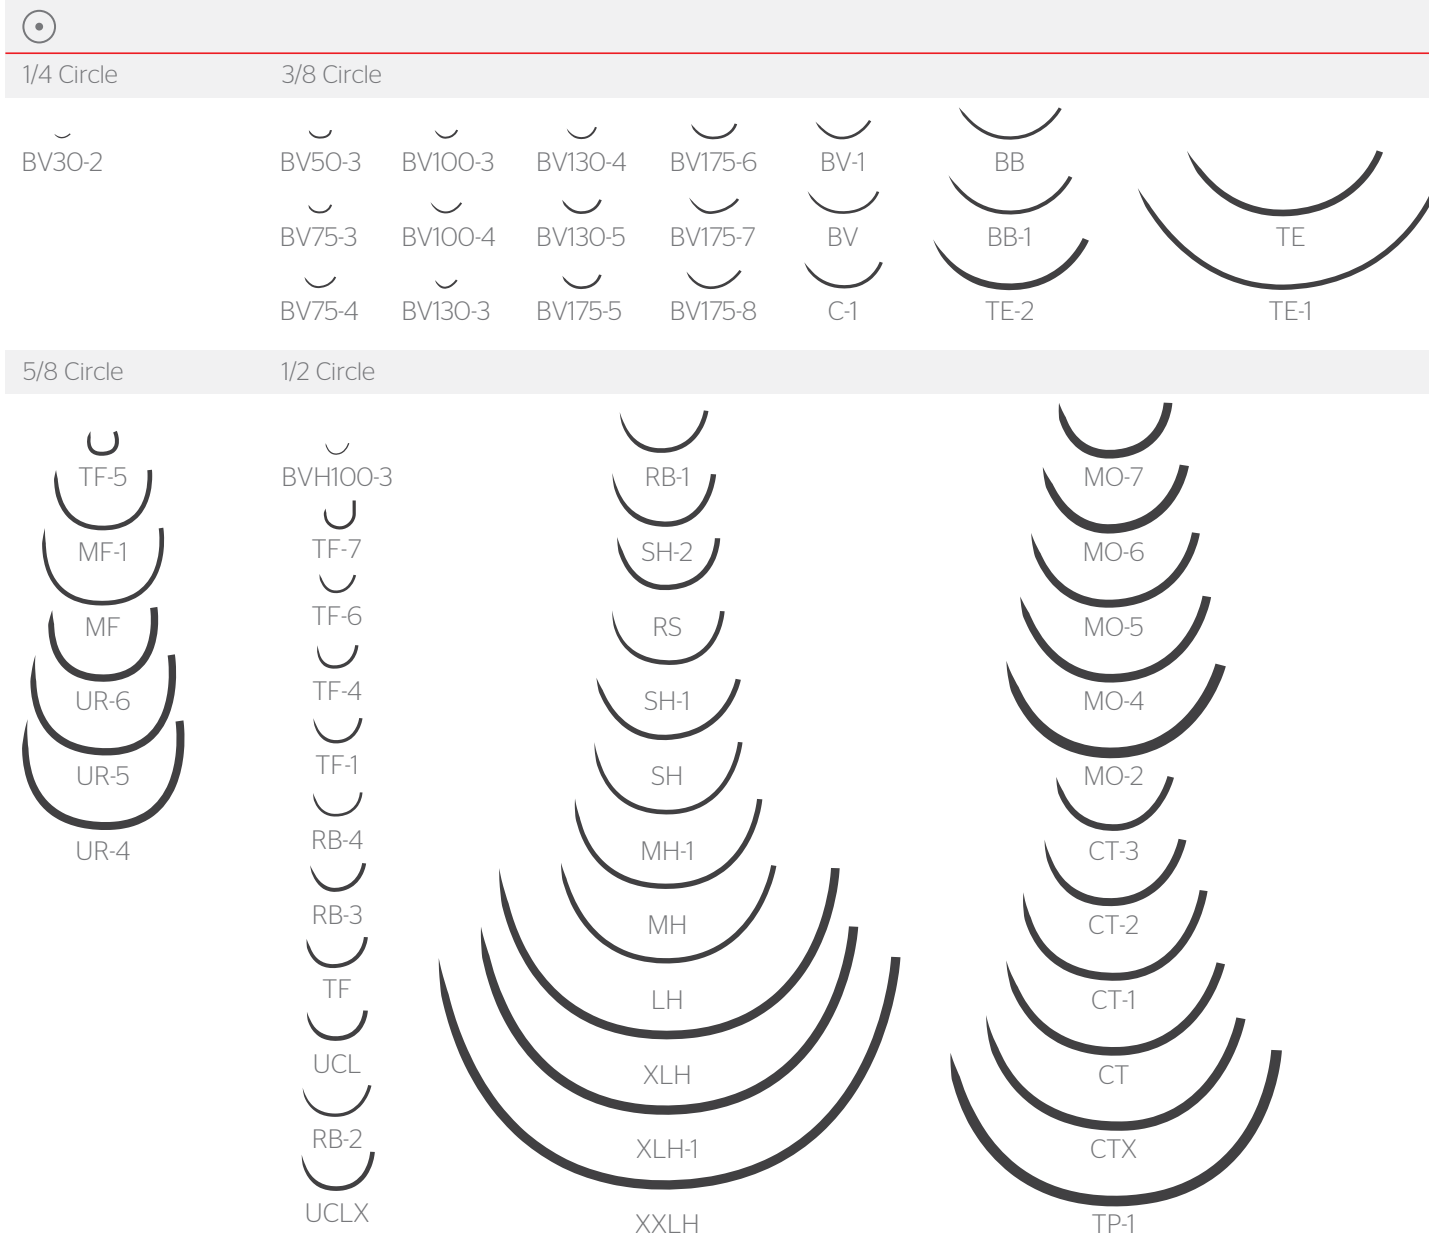 1/4 Circle 3/8 Circle
BV30-2 BV50-3 BV100-3 BV130-4 BV175-6 BV-1 BB
BV75-3 BV100-4 BV130-5 BV175-7 BV BB-1 TE
BV75-4 BV130-3 BV175-5 BV175-8 C-1 TE-2 TE-1
5/8 Circle 1/2 Circle
TF-5 BVH100-3 RB-1 MO-7
MF-1 TF-7 SH-2 MO-6
MF TF-6 RS MO-5
UR-6 TF-4 SH-1 MO-4
UR-5 TF-1 SH MO-2
UR-4 RB-4 MH-1 CT-3
RB-3 MH CT-2
TF LH CT-1
UCL XLH CT
RB-2 XLH-1 CTX
UCLX XXLH TP-1